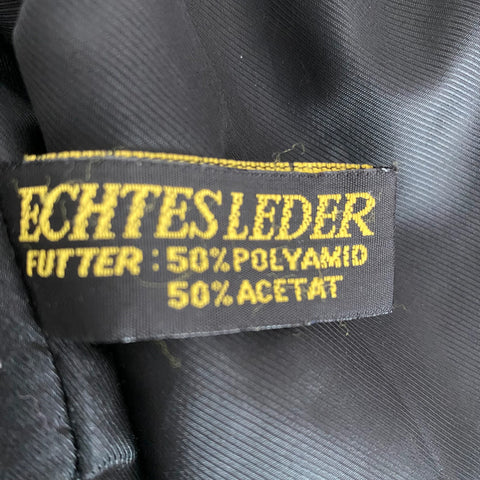 ECHTES LEDER
FUTTER: 50% POLYAMID
50% ACETAT